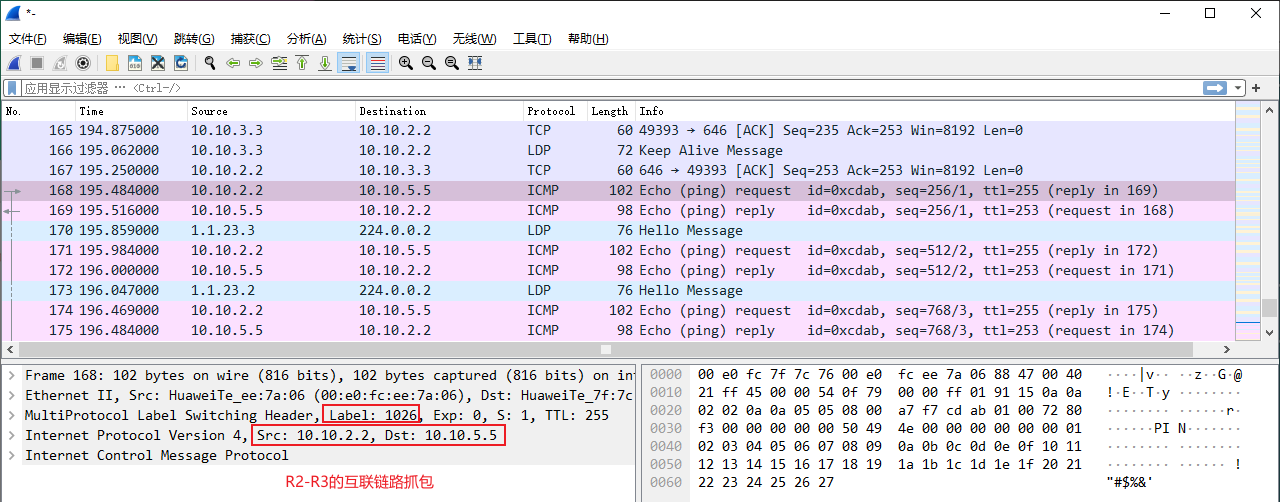 *-
文件(F) 编辑(E) 视图(V) 跳转(G) 捕获(C) 分析(A) 统计(S) 电话(Y) 无线(W) 工具(T) 帮助(H)
应用显示过滤器 … <Ctrl-/>
No. Time Source Destination Protocol Length Info
165 194.875000 10.10.3.3 10.10.2.2 TCP 60 49393 → 646 [ACK] Seq=235 Ack=253 Win=8192 Len=0
166 195.062000 10.10.3.3 10.10.2.2 LDP 72 Keep Alive Message
167 195.250000 10.10.2.2 10.10.3.3 TCP 60 646 → 49393 [ACK] Seq=253 Ack=253 Win=8192 Len=0
168 195.484000 10.10.2.2 10.10.5.5 ICMP 102 Echo (ping) request id=0xcdab, seq=256/1, ttl=255 (reply in 169)
169 195.516000 10.10.5.5 10.10.2.2 ICMP 98 Echo (ping) reply id=0xcdab, seq=256/1, ttl=253 (request in 168)
170 195.859000 1.1.23.3 224.0.0.2 LDP 76 Hello Message
171 195.984000 10.10.2.2 10.10.5.5 ICMP 102 Echo (ping) request id=0xcdab, seq=512/2, ttl=255 (reply in 172)
172 196.000000 10.10.5.5 10.10.2.2 ICMP 98 Echo (ping) reply id=0xcdab, seq=512/2, ttl=253 (request in 171)
173 196.047000 1.1.23.2 224.0.0.2 LDP 76 Hello Message
174 196.469000 10.10.2.2 10.10.5.5 ICMP 102 Echo (ping) request id=0xcdab, seq=768/3, ttl=255 (reply in 175)
175 196.484000 10.10.5.5 10.10.2.2 ICMP 98 Echo (ping) reply id=0xcdab, seq=768/3, ttl=253 (request in 174)
Frame 168: 102 bytes on wire (816 bits), 102 bytes captured (816 bits) on int
Ethernet II, Src: HuaweiTe_ee:7a:06 (00:e0:fc:ee:7a:06), Dst: HuaweiTe_7f:7c
MultiProtocol Label Switching Header, Label: 1026, Exp: 0, S: 1, TTL: 255
Internet Protocol Version 4, Src: 10.10.2.2, Dst: 10.10.5.5
Internet Control Message Protocol
R2-R3的互联链路抓包
0000 00 e0 fc 7f 7c 76 00 e0 fc ee 7a 06 88 47 00 40 ····|v·· ··z··G·@
0010 21 ff 45 00 00 54 0f 79 00 00 ff 01 91 15 0a 0a !·E··T·y ········
0020 02 02 0a 0a 05 05 08 00 a7 f7 cd ab 01 00 72 80 ········ ······r·
0030 f3 00 00 00 00 00 50 49 4e 00 00 00 00 00 00 01 ······PI N·······
0040 02 03 04 05 06 07 08 09 0a 0b 0c 0d 0e 0f 10 11 ········ ········
0050 12 13 14 15 16 17 18 19 1a 1b 1c 1d 1e 1f 20 21 ········ ······ !
0060 22 23 24 25 26 27 "#$%&'